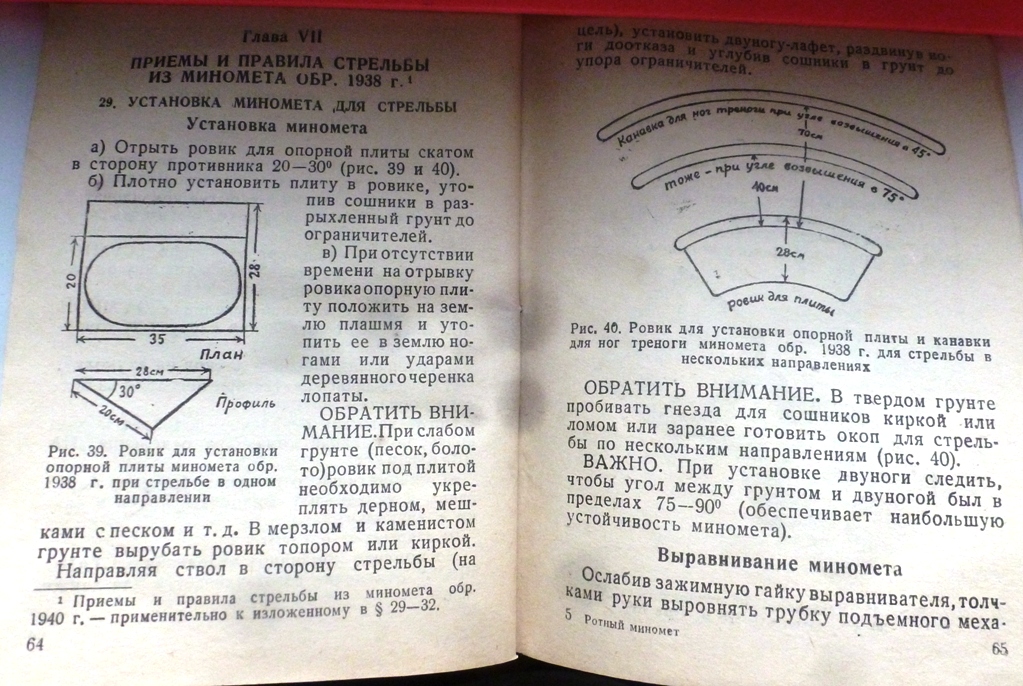 Глава VII
ПРИЕМЫ И ПРАВИЛА СТРЕЛЬБЫ
ИЗ МИНОМЕТА ОБР. 1938 г. ¹
29. УСТАНОВКА МИНОМЕТА ДЛЯ СТРЕЛЬБЫ
Установка миномета
а) Отрыть ровик для опорной плиты скатом
в сторону противника 20—30⁰ (рис. 39 и 40).
б) Плотно установить плиту в ровике, уто-
пив сошники в раз-
рыхленный грунт до
ограничителей.
в) При отсутствии
времени на отрывку
ровика опорную пли-
ту положить на зем-
лю плашмя и уто-
пить ее в землю но-
гами или ударами
деревянного черенка
лопаты.
ОБРАТИТЬ ВНИ-
МАНИЕ. При слабом
грунте (песок, боло-
то) ровик под плитой
необходимо укре-
плять дерном, меш-
ками с песком и т. д. В мерзлом и каменистом
грунте вырубать ровик топором или киркой.
Направляя ствол в сторону стрельбы (на
20
28
35
План
28см
30°
20см
Профиль
Рис. 39. Ровик для установки
опорной плиты миномета обр.
1938 г. при стрельбе в одном
направлении
¹ Приемы и правила стрельбы из миномета обр.
1940 г. — применительно к изложенному в § 29—32.
64
цель), установить двуногу-лафет, раздвинув но-
ги доотказа и углубив сошники в грунт до
упора ограничителей.
Канавка для ног треноги при угле возвышения в 45°
70см
тоже - при угле возвышения в 75°
40см
28см
ровик для плиты
Рис. 40. Ровик для установки опорной плиты и канавки
для ног треноги миномета обр. 1938 г. для стрельбы в
нескольких направлениях
ОБРАТИТЬ ВНИМАНИЕ. В твердом грунте
пробивать гнезда для сошников киркой или
ломом или заранее готовить окоп для стрель-
бы по нескольким направлениям (рис. 40).
ВАЖНО. При установке двуноги следить,
чтобы угол между грунтом и двуногой был в
пределах 75—90⁰ (обеспечивает наибольшую
устойчивость миномета).
Выравнивание миномета
Ослабив зажимную гайку выравнивателя, толч-
ками руки выровнять трубку подъемного меха-
5 Ротный миномет
65